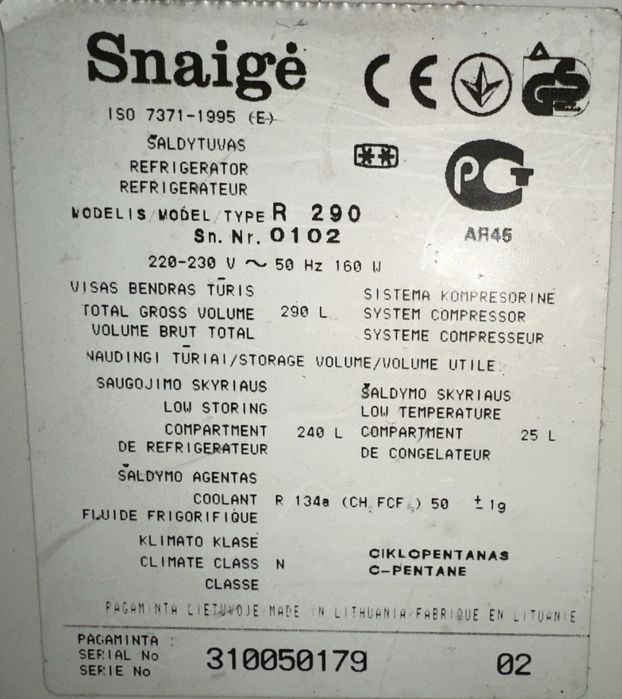 Snaigė
CE
ISO 7371-1995 (E)
ŠALDYTUVAS
REFRIGERATOR
REFRIGERATEUR
PCT
AЯ45
MODELIS/MODEL/TYPE R 290
Sn. Nr. 0102
220-230 V ~ 50 Hz 160 W
VISAS BENDRAS TŪRIS
TOTAL GROSS VOLUME 290 L
VOLUME BRUT TOTAL
SISTEMA KOMPRESORINE
SYSTEM COMPRESSOR
SYSTEME COMPRESSEUR
NAUDINGI TŪRIAI/STORAGE VOLUME/VOLUME UTILE:
SAUGOJIMO SKYRIAUS
LOW STORING
COMPARTMENT 240 L
DE REFRIGERATEUR
ŠALDYMO SKYRIAUS
LOW TEMPERATURE
COMPARTMENT 25 L
DE CONGELATEUR
ŠALDYMO AGENTAS
COOLANT R 134a (CH₂FCF₃) 50 ±1g
FLUIDE FRIGORIFIQUE
KLIMATO KLASĖ
CLIMATE CLASS N
CLASSE
CIKLOPENTANAS
C-PENTANE
PAGAMINTA LIETUVOJE/MADE IN LITHUANIA/FABRIQUE EN LITUANIE
PAGAMINTA :
SERIAL No 310050179 02
SERIE No